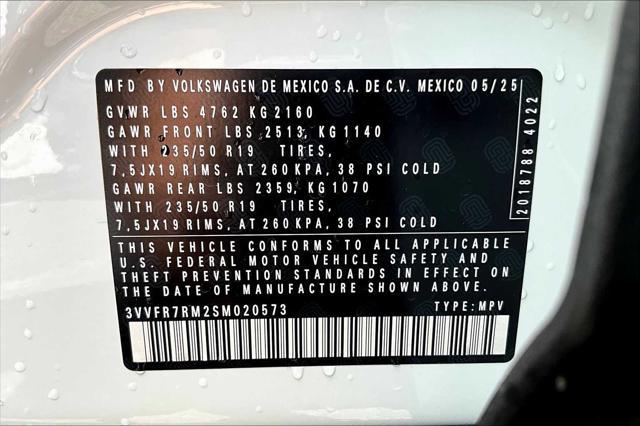 MFD BY VOLKSWAGEN DE MEXICO S.A. DE C.V. MEXICO 05/25
GVWR LBS 4762 KG 2160
GAWR FRONT LBS 2513, KG 1140
WITH 235/50 R19 TIRES,
7,5JX19 RIMS, AT 260 KPA, 38 PSI COLD
GAWR REAR LBS 2359, KG 1070
WITH 235/50 R19 TIRES,
7,5JX19 RIMS, AT 260 KPA, 38 PSI COLD
THIS VEHICLE CONFORMS TO ALL APPLICABLE
U.S. FEDERAL MOTOR VEHICLE SAFETY AND
THEFT PREVENTION STANDARDS IN EFFECT ON
THE DATE OF MANUFACTURE SHOWN ABOVE.
3VVFR7RM2SM020573 TYPE: MPV
2018788 4022